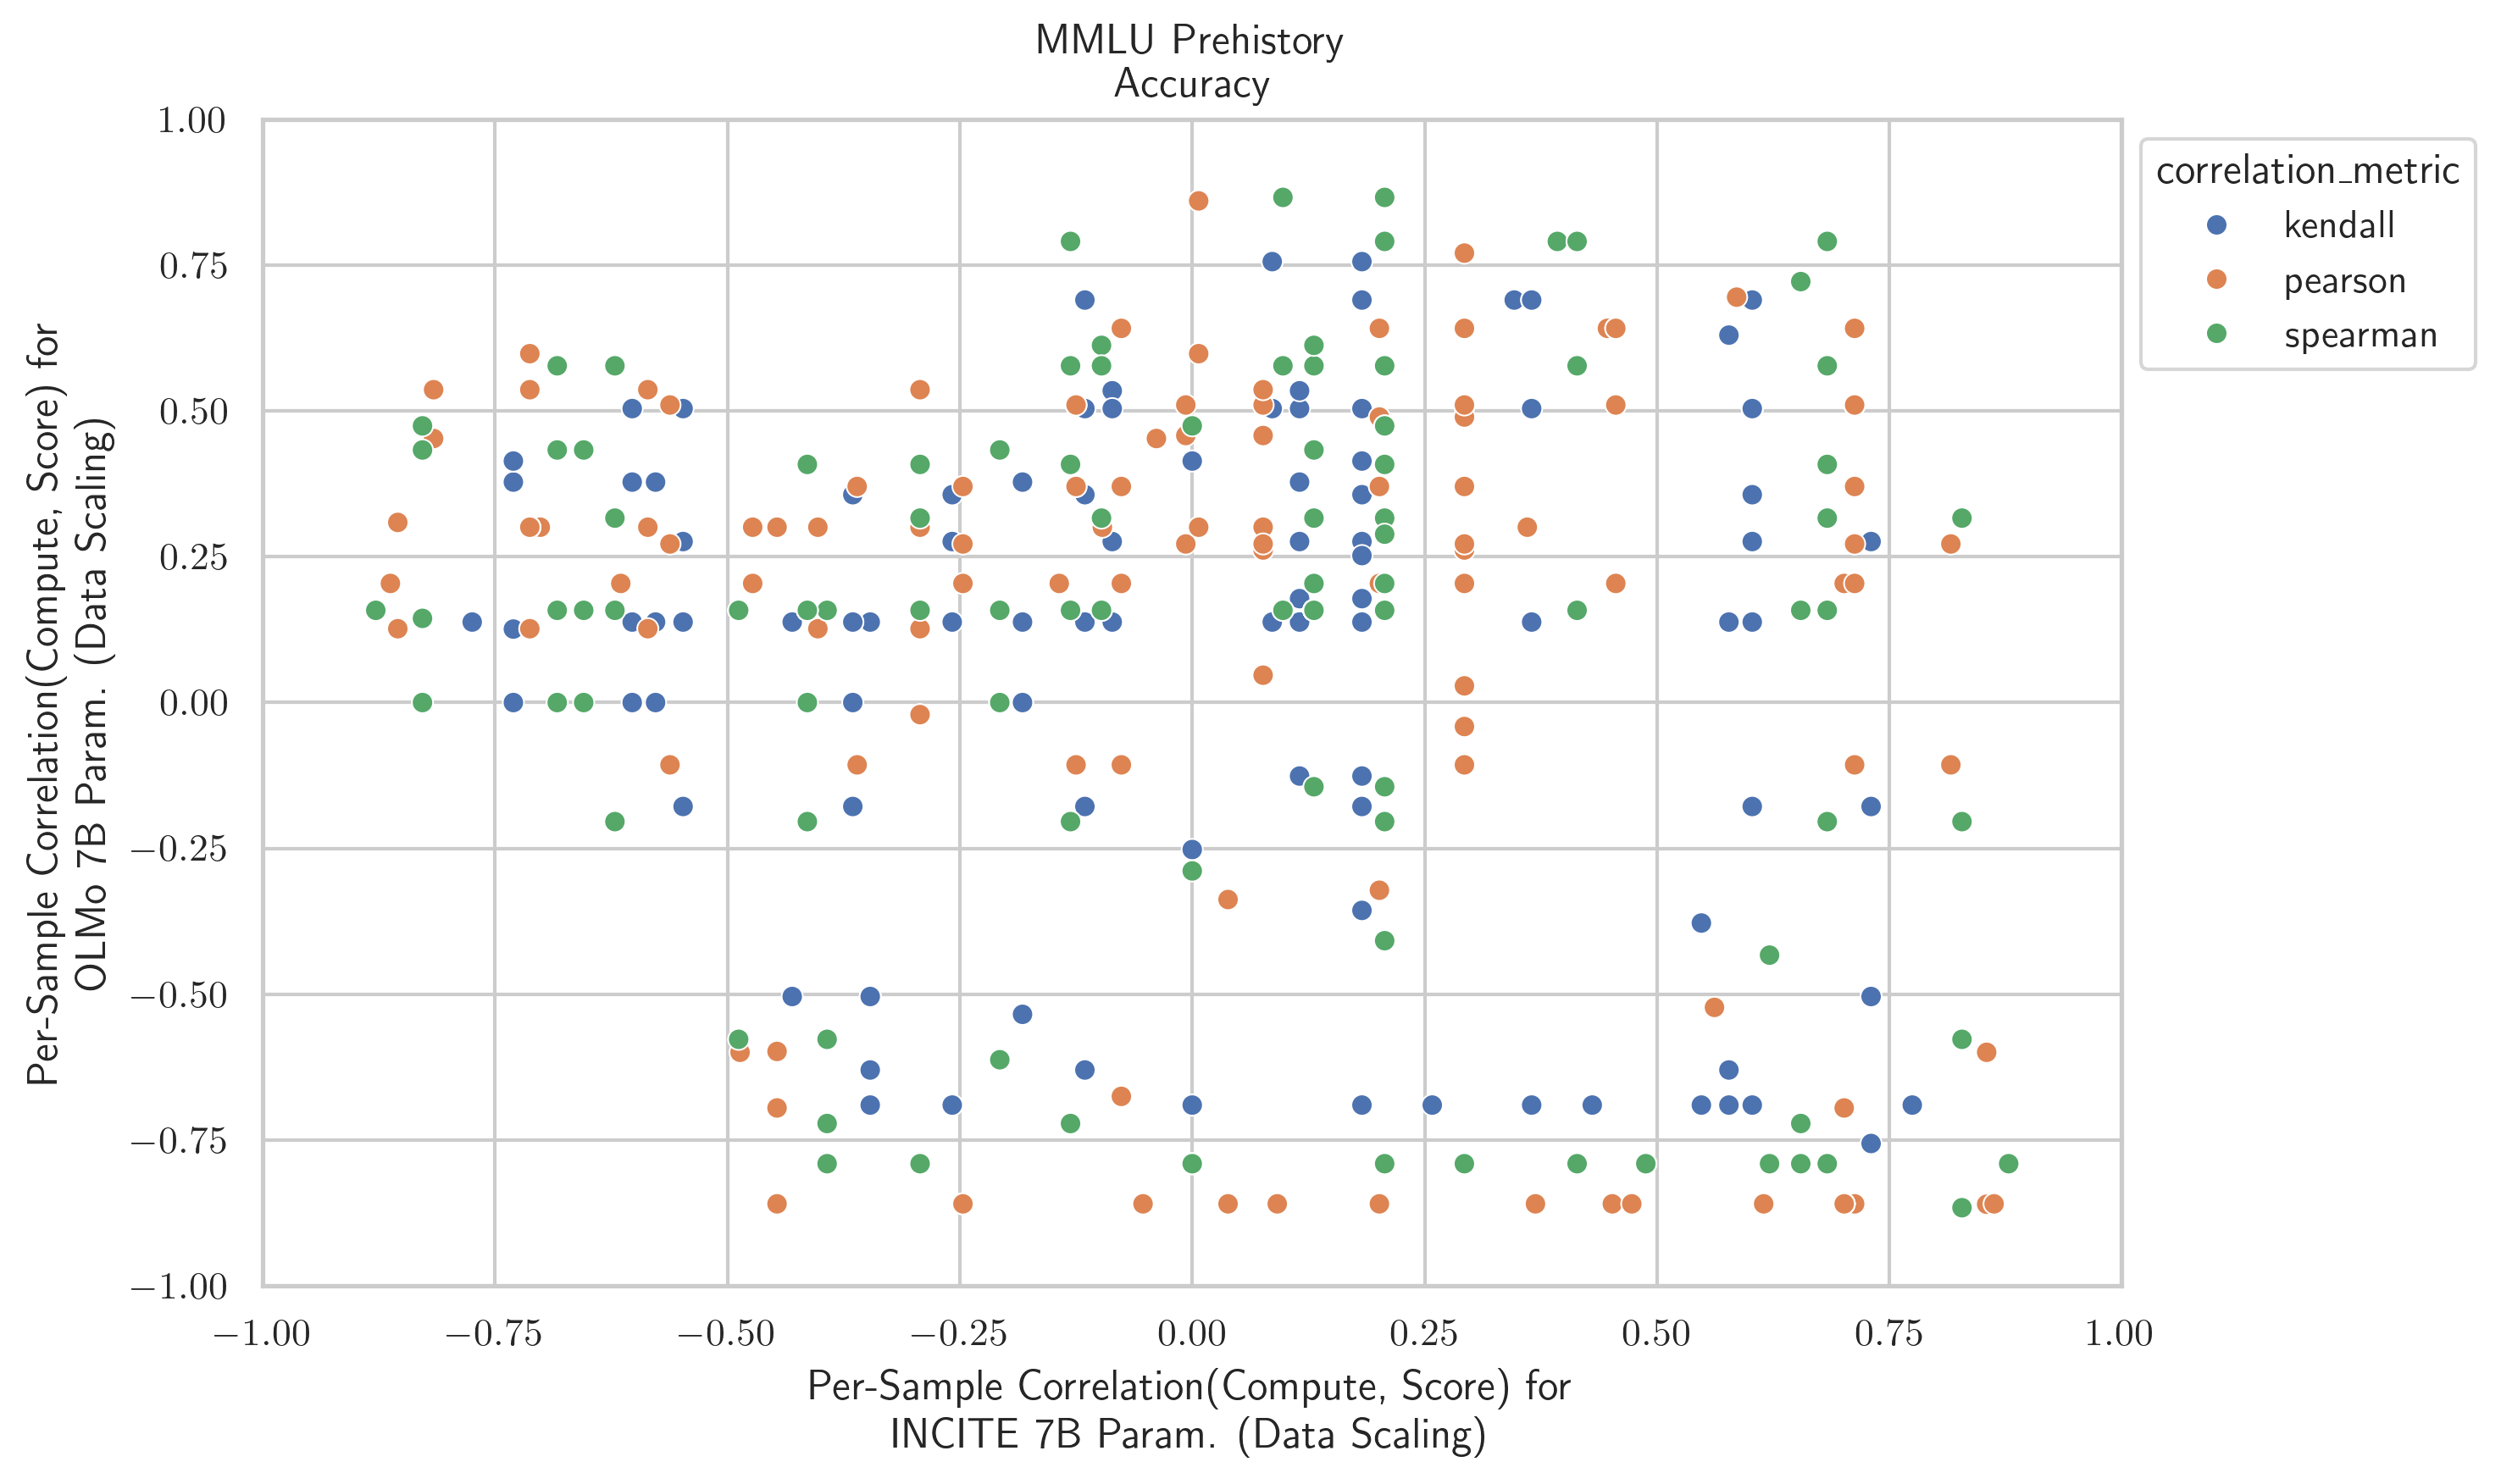 MMLU Prehistory
Accuracy
1.00
0.75
0.50
0.25
0.00
−0.25
−0.50
−0.75
−1.00
Per-Sample Correlation(Compute, Score) for
OLMo 7B Param. (Data Scaling)
correlation_metric
kendall
pearson
spearman
−1.00 −0.75 −0.50 −0.25 0.00 0.25 0.50 0.75 1.00
Per-Sample Correlation(Compute, Score) for
INCITE 7B Param. (Data Scaling)